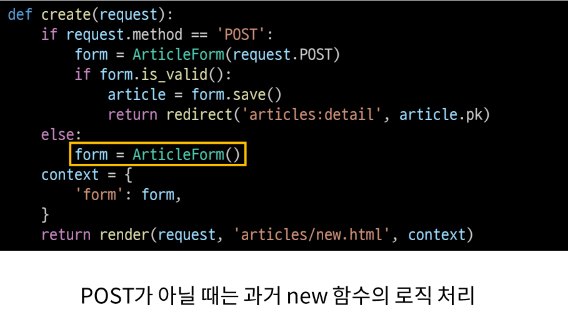 def create(request):
    if request.method == 'POST':
        form = ArticleForm(request.POST)
        if form.is_valid():
            article = form.save()
            return redirect('articles:detail', article.pk)
    else:
        form = ArticleForm()
    context = {
        'form': form,
    }
    return render(request, 'articles/new.html', context)
POST가 아닐 때는 과거 new 함수의 로직 처리